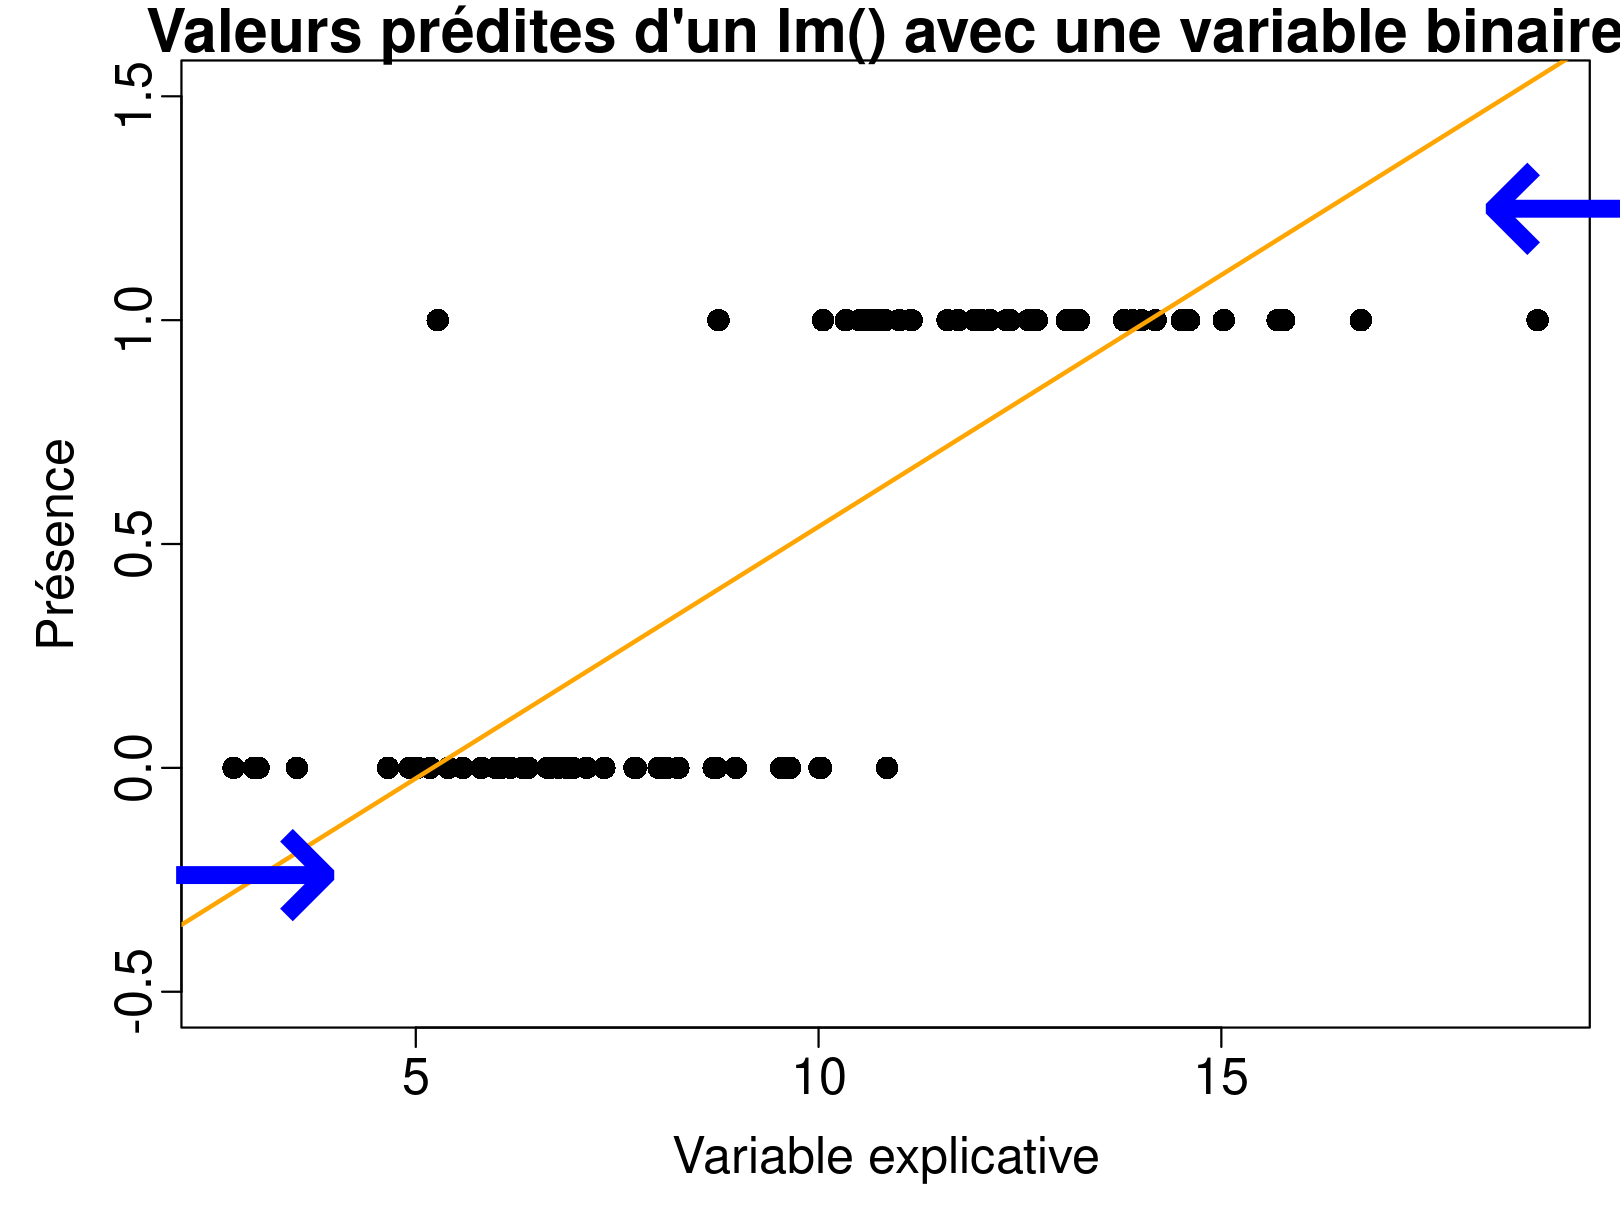 Valeurs prédites d'un lm() avec une variable binaire
1.5
1.0
0.5
0.0
-0.5
Présence
5 10 15
Variable explicative